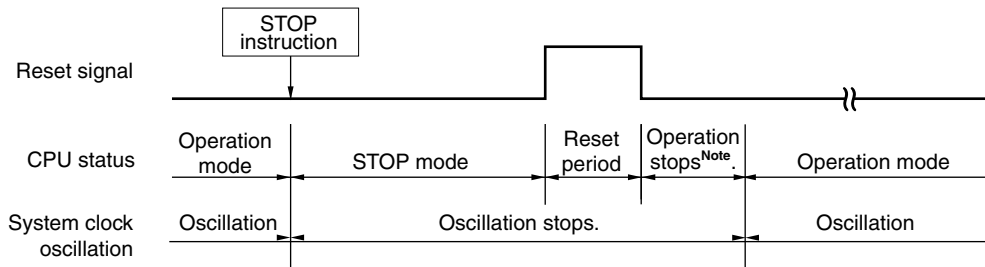 STOP
instruction
Reset signal
CPU status
Operation
mode
STOP mode
Reset
period
Operation
stopsNote.
Operation mode
System clock
oscillation
Oscillation
Oscillation stops.
Oscillation